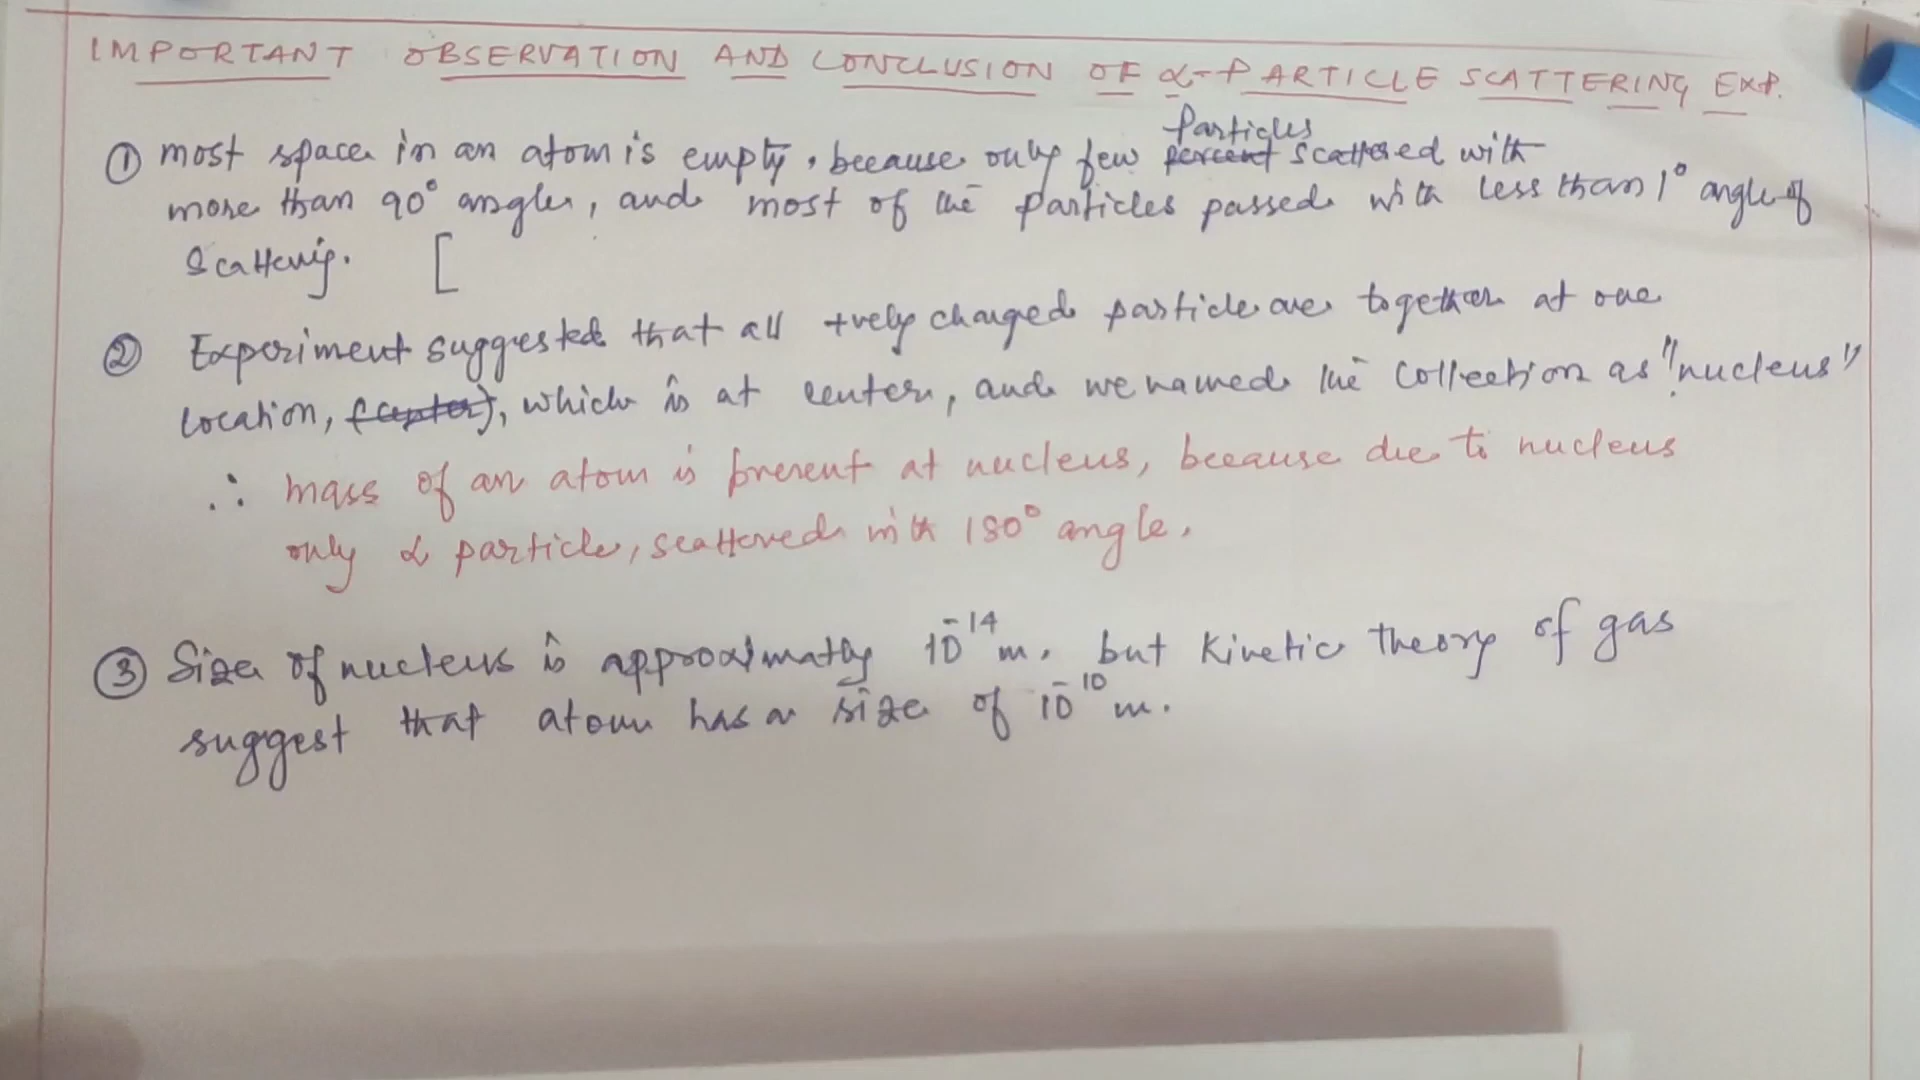 IMPORTANT OBSERVATION AND CONCLUSION OF α-PARTICLE SCATTERING EXP.
① most space in an atom is empty, because only few particles percent scattered with
more than 90° angle, and most of the particles passed with less than 1° angle of
scattering. [
② Experiment suggested that all +vely charged particle are together at one
location, (center), which is at center, and we named the collection as "nucleus"
∴ mass of an atom is present at nucleus, because due to nucleus
only α particle, scattered with 180° angle.
③ Size of nucleus is approximatly 10⁻¹⁴ m. but kinetic theory of gas
suggest that atom has a size of 10⁻¹⁰ m.